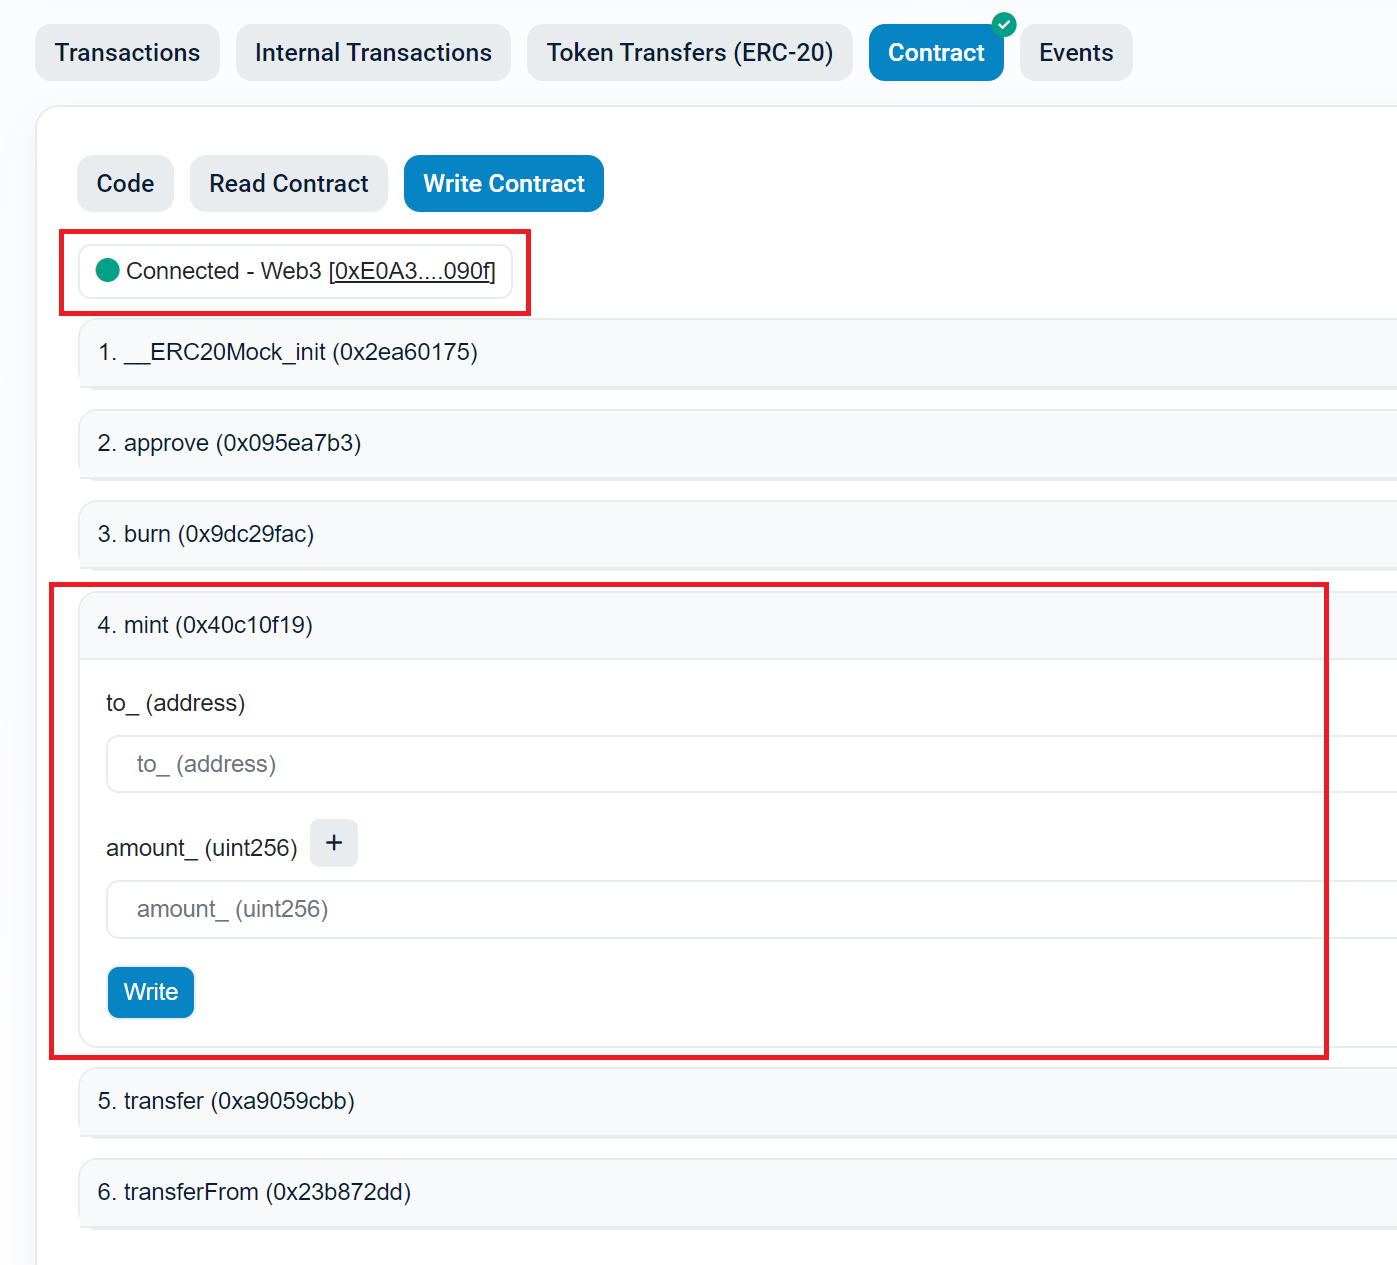 Transactions Internal Transactions Token Transfers (ERC-20) Contract Events
Code Read Contract Write Contract
Connected - Web3 [0xE0A3....090f]
1. __ERC20Mock_init (0x2ea60175)
2. approve (0x095ea7b3)
3. burn (0x9dc29fac)
4. mint (0x40c10f19)
to_ (address)
to_ (address)
amount_ (uint256) +
amount_ (uint256)
Write
5. transfer (0xa9059cbb)
6. transferFrom (0x23b872dd)